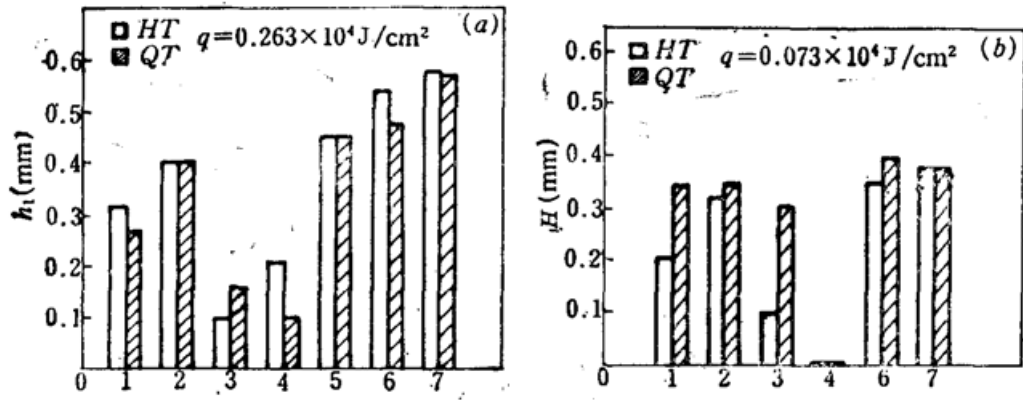 HT q=0.263×10⁴J/cm² (a)
QT
0.6
0.5
0.4
0.3
0.2
0.1
h₁(mm)
0 1 2 3 4 5 6 7
HT q=0.073×10⁴J/cm² (b)
QT
0.6
0.5
0.4
0.3
0.2
0.1
H(mm)
0 1 2 3 4 6 7